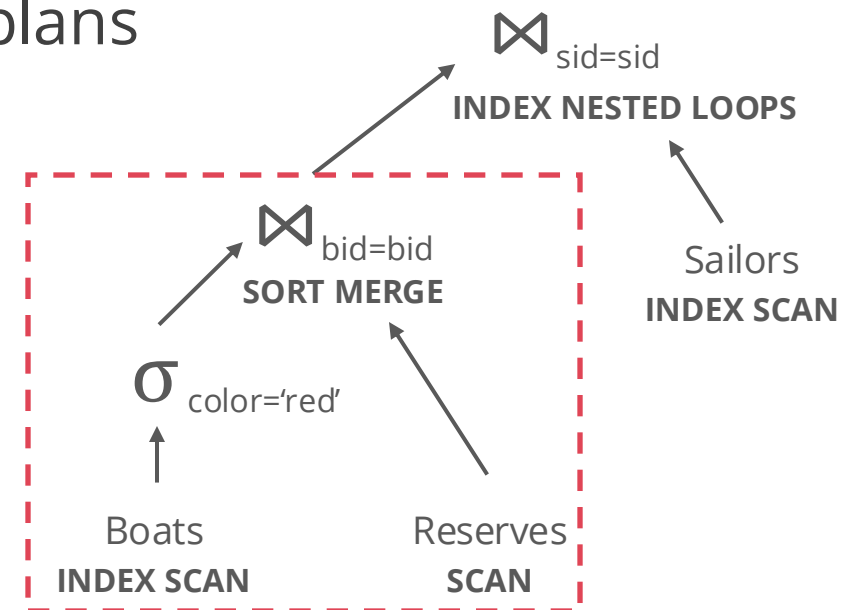 plans
⋈ sid=sid
INDEX NESTED LOOPS
⋈ bid=bid
SORT MERGE
Sailors
INDEX SCAN
σ color=‘red’
Boats
INDEX SCAN
Reserves
SCAN